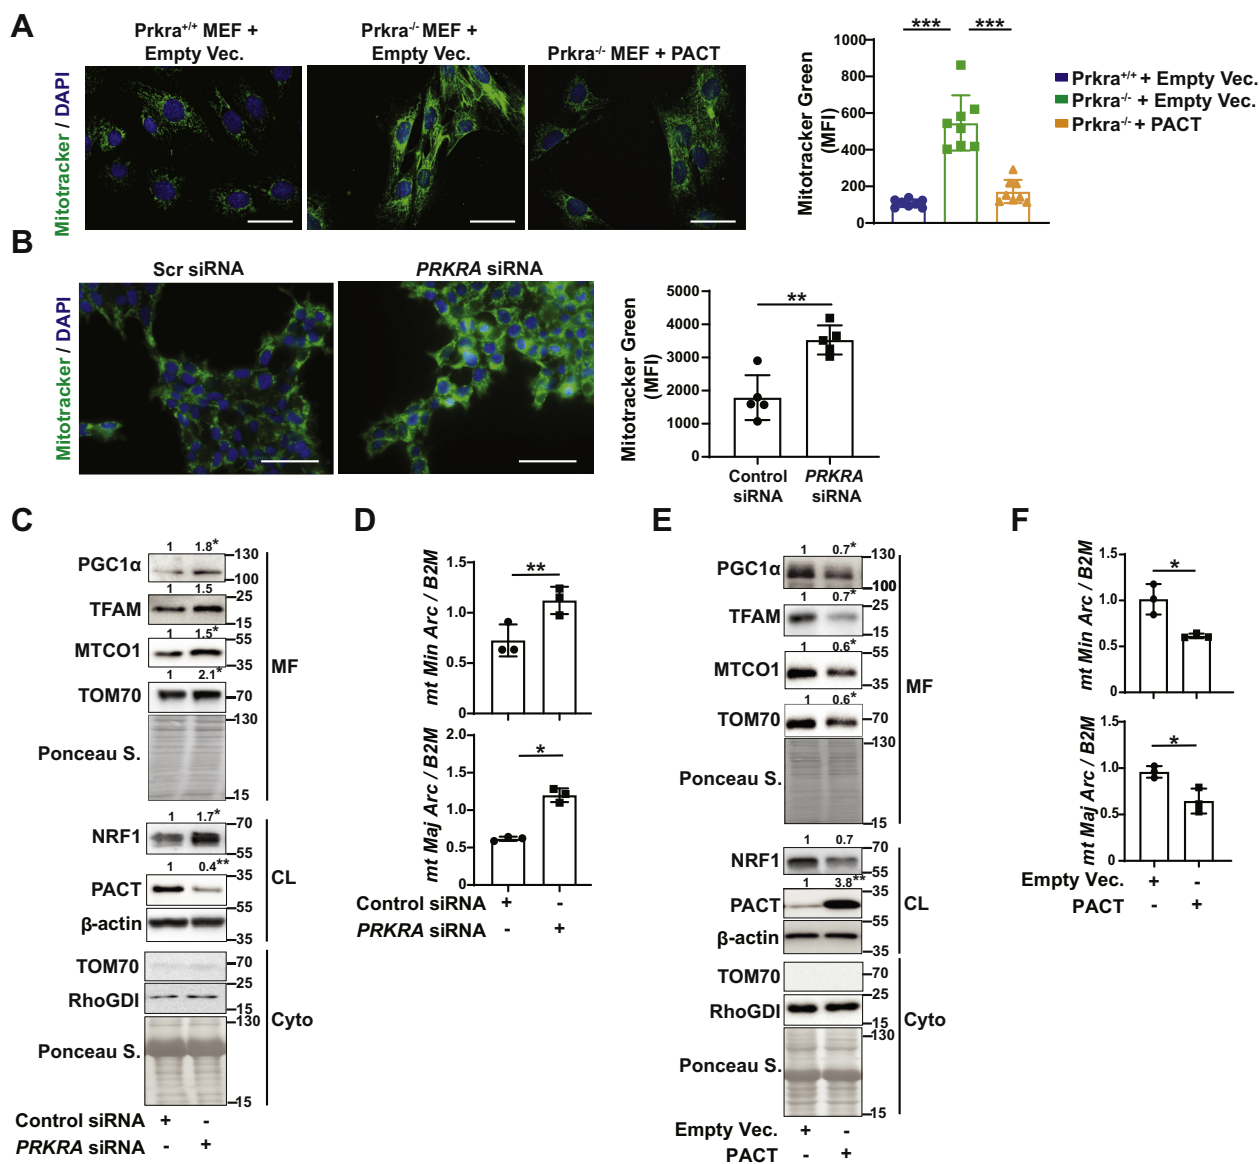 A
Prkra+/+ MEF +
Empty Vec.
Prkra-/- MEF +
Empty Vec.
Prkra-/- MEF + PACT
Mitotracker / DAPI
***
***
Mitotracker Green
(MFI)
1000
800
600
400
200
0
Prkra+/+ + Empty Vec.
Prkra-/- + Empty Vec.
Prkra-/- + PACT
B
Scr siRNA
PRKRA siRNA
Mitotracker / DAPI
**
Mitotracker Green
(MFI)
5000
4000
3000
2000
1000
0
Control
siRNA
PRKRA
siRNA
C
PGC1α
1
1.8*
130
100
TFAM
1
1.5
25
15
MTCO1
1
1.5*
55
35
TOM70
1
2.1*
70
Ponceau S.
130
15
MF
NRF1
1
1.7*
70
55
PACT
1
0.4**
35
β-actin
55
35
CL
TOM70
70
RhoGDI
25
15
Ponceau S.
130
15
Cyto
Control siRNA
+
-
PRKRA siRNA
-
+
D
**
mt Min Arc / B2M
1.5
1.0
0.5
0
*
mt Maj Arc / B2M
2.0
1.5
1.0
0.5
0
Control siRNA
+
-
PRKRA siRNA
-
+
E
PGC1α
1
0.7*
130
100
TFAM
1
0.7*
25
15
MTCO1
1
0.6*
55
35
TOM70
1
0.6*
70
Ponceau S.
130
15
MF
NRF1
1
0.7
70
55
PACT
1
3.8**
35
β-actin
55
35
CL
TOM70
70
RhoGDI
25
15
Ponceau S.
130
15
Cyto
Empty Vec.
+
-
PACT
-
+
F
*
mt Min Arc / B2M
1.5
1.0
0.5
0
*
mt Maj Arc / B2M
1.5
1.0
0.5
0
Empty Vec.
+
-
PACT
-
+